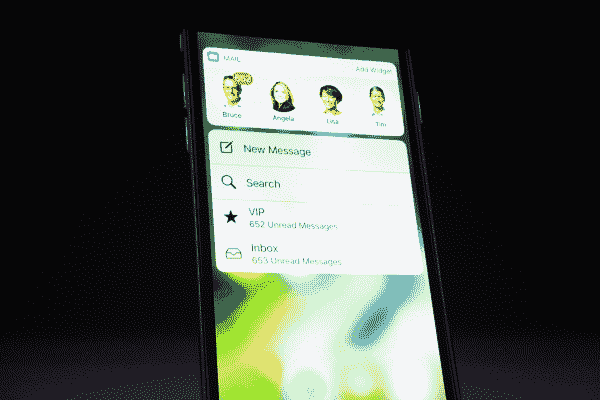 MAIL
Add Widget
Bruce
Angela
Lisa
Tim
New Message
Search
VIP
652 Unread Messages
Inbox
653 Unread Messages